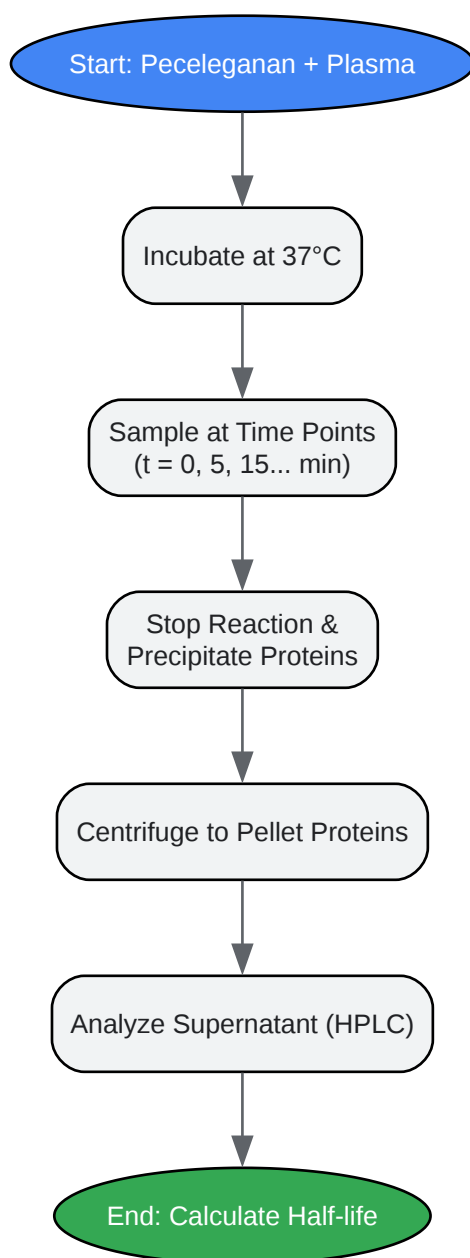 Start: Peceleganan + Plasma
Incubate at 37°C
Sample at Time Points
(t = 0, 5, 15... min)
Stop Reaction &
Precipitate Proteins
Centrifuge to Pellet Proteins
Analyze Supernatant (HPLC)
End: Calculate Half-life